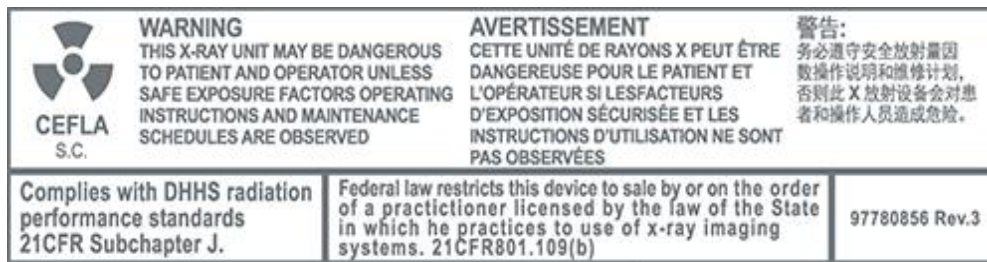 CEFLA
S.C.
WARNING
THIS X-RAY UNIT MAY BE DANGEROUS
TO PATIENT AND OPERATOR UNLESS
SAFE EXPOSURE FACTORS OPERATING
INSTRUCTIONS AND MAINTENANCE
SCHEDULES ARE OBSERVED
AVERTISSEMENT
CETTE UNITÉ DE RAYONS X PEUT ÊTRE
DANGEREUSE POUR LE PATIENT ET
L'OPÉRATEUR SI LESFACTEURS
D'EXPOSITION SÉCURISÉE ET LES
INSTRUCTIONS D'UTILISATION NE SONT
PAS OBSERVÉES
警告:
务必遵守安全放射量因
数操作说明和维修计划,
否则此 X 放射设备会对患
者和操作人员造成危险。
Complies with DHHS radiation
performance standards
21CFR Subchapter J.
Federal law restricts this device to sale by or on the order
of a practictioner licensed by the law of the State
in which he practices to use of x-ray imaging
systems. 21CFR801.109(b)
97780856 Rev.3